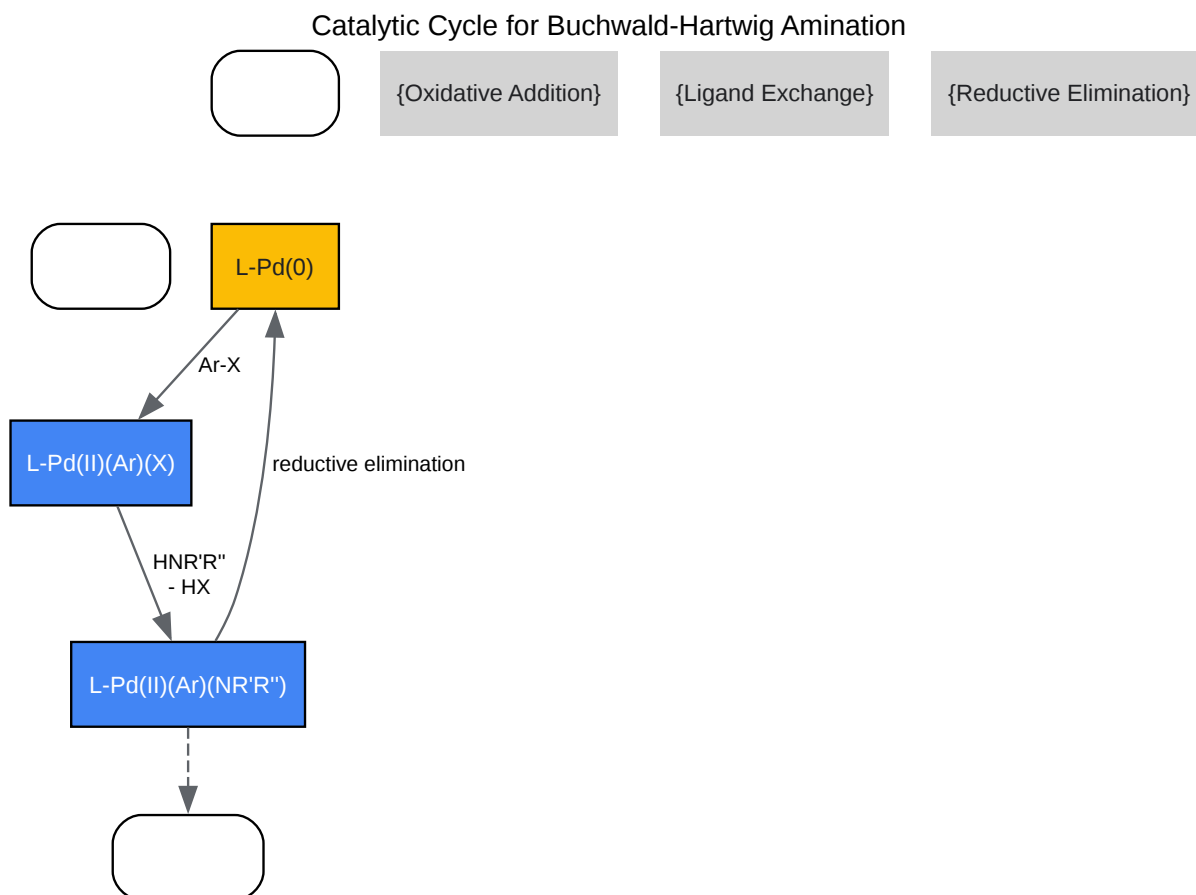 Catalytic Cycle for Buchwald-Hartwig Amination
{Oxidative Addition}
{Ligand Exchange}
{Reductive Elimination}
L-Pd(0)
Ar-X
L-Pd(II)(Ar)(X)
reductive elimination
HNR'R''
- HX
L-Pd(II)(Ar)(NR'R'')